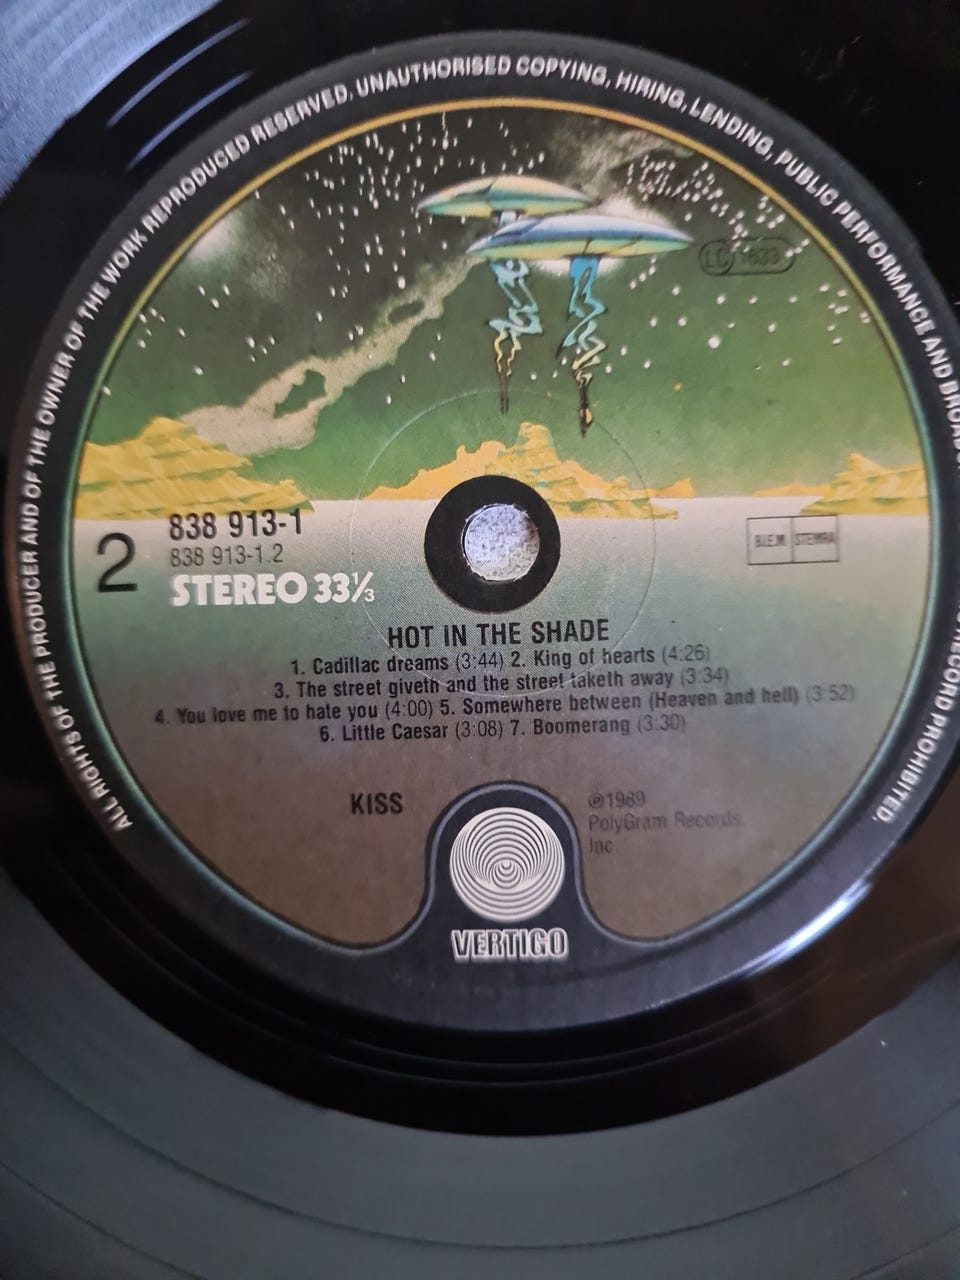 ALL RIGHTS OF THE PRODUCER AND OF THE OWNER OF THE WORK REPRODUCED RESERVED. UNAUTHORISED COPYING, HIRING, LENDING, PUBLIC PERFORMANCE AND BROAD RECORD PROHIBITED.
LC 1633
2
838 913-1
838 913-1.2
STEREO 33⅓
B.I.E.M. STEMRA
HOT IN THE SHADE
1. Cadillac dreams (3:44) 2. King of hearts (4:26)
3. The street giveth and the street taketh away (3:34)
4. You love me to hate you (4:00) 5. Somewhere between (Heaven and hell) (3:52)
6. Little Caesar (3:08) 7. Boomerang (3:30)
KISS
℗1989
PolyGram Records,
Inc.
VERTIGO